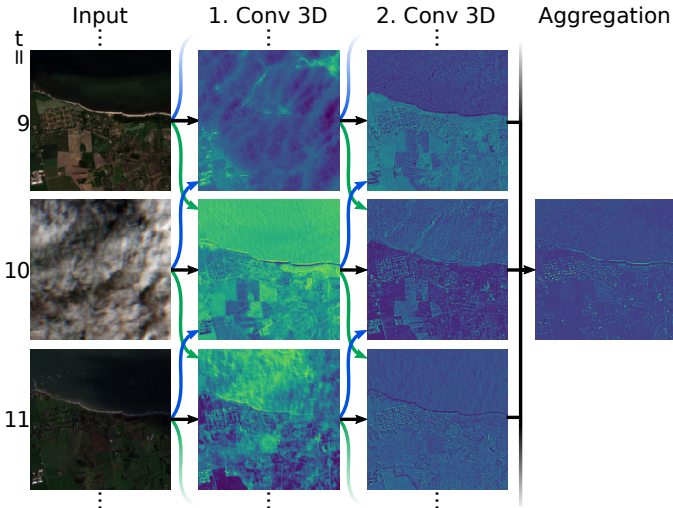 Input 1. Conv 3D 2. Conv 3D Aggregation
t
=
9
10
11